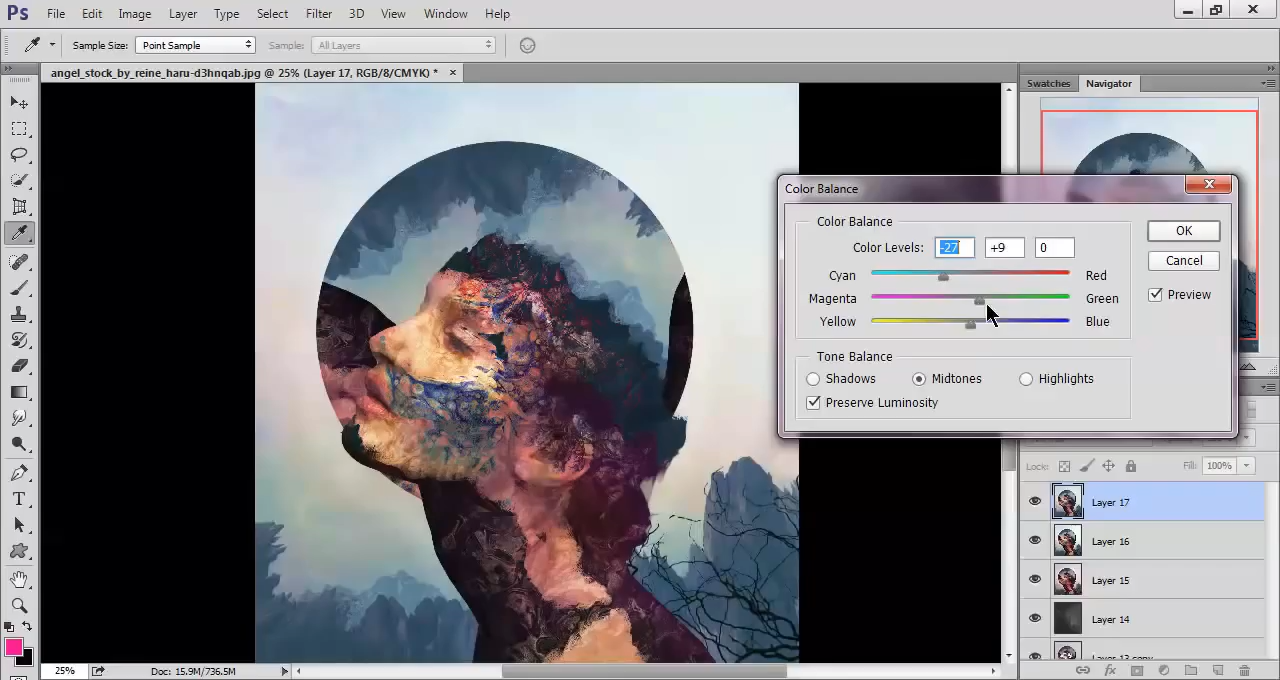 Ps File Edit Image Layer Type Select Filter 3D View Window Help
Sample Size: Point Sample Sample: All Layers
angel_stock_by_reine_haru-d3hnqab.jpg @ 25% (Layer 17, RGB/8/CMYK) * ×
Swatches Navigator
Color Balance
Color Balance
Color Levels: -27 +9 0
OK
Cyan Red
Cancel
Magenta Green
Preview
Yellow Blue
Tone Balance
Shadows Midtones Highlights
Preserve Luminosity
Lock: Fill: 100%
Layer 17
Layer 16
Layer 15
Layer 14
Layer 13 copy
T
25% Doc: 15.9M/736.5M
fx